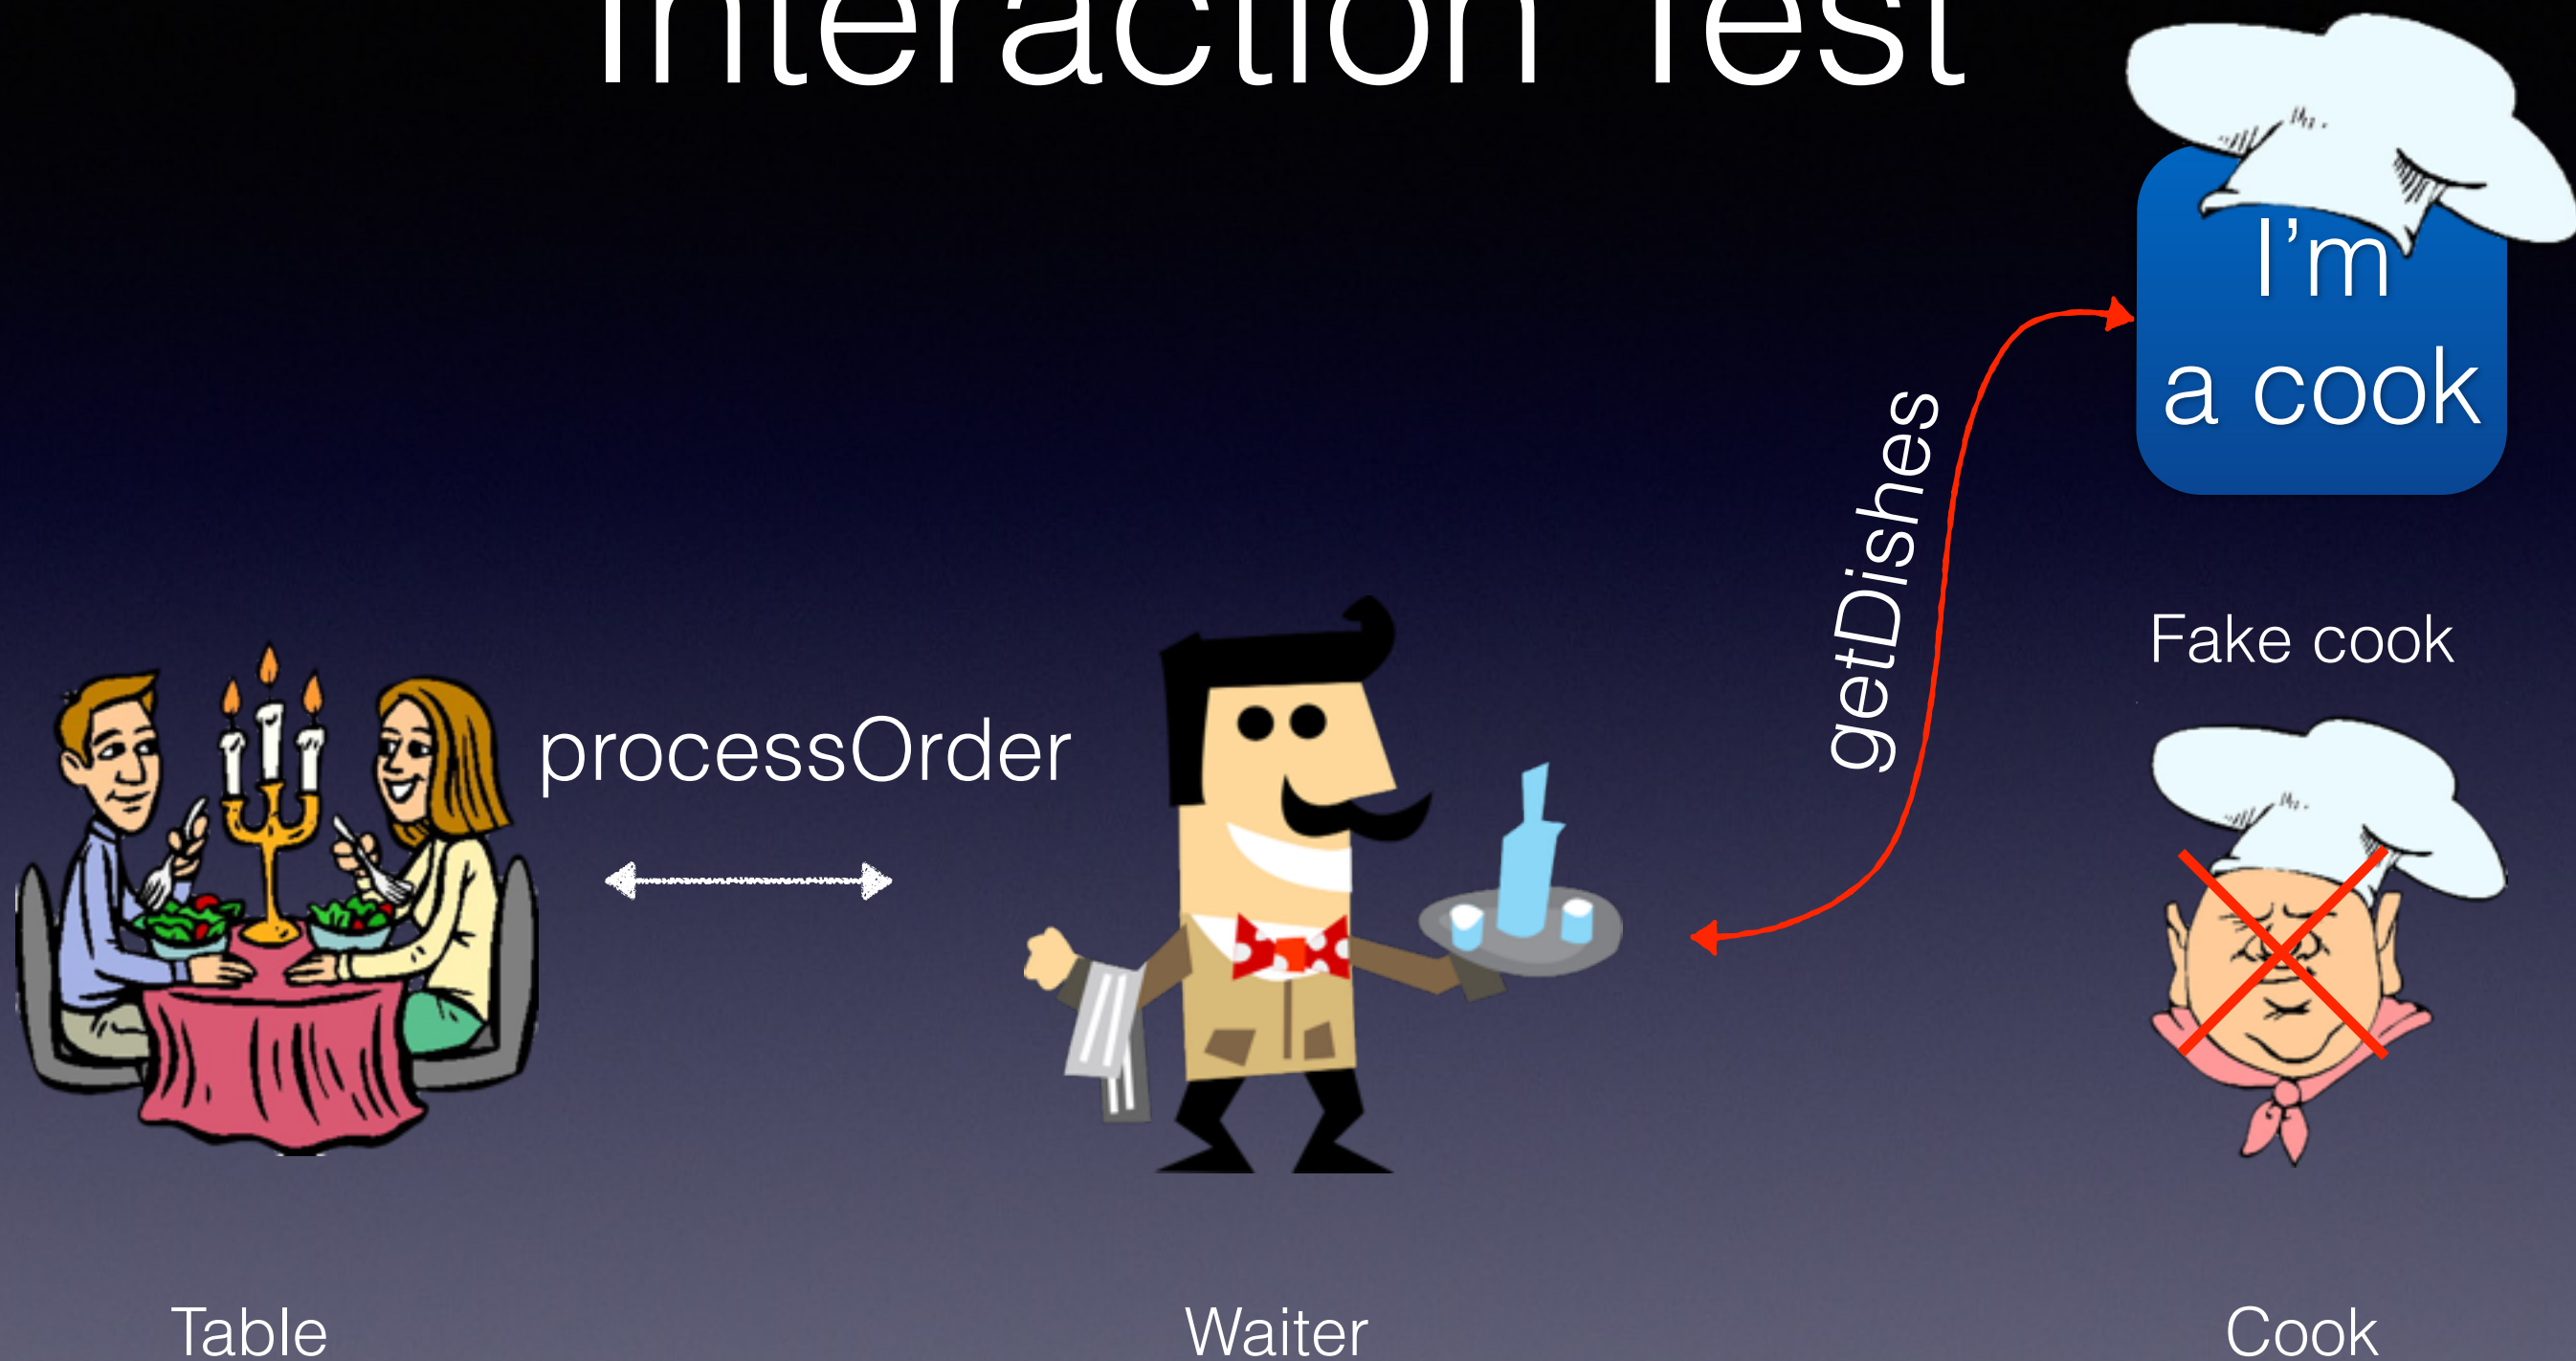 Interaction Test
I'm
a cook
getDishes
Fake cook
processOrder
Table
Waiter
Cook